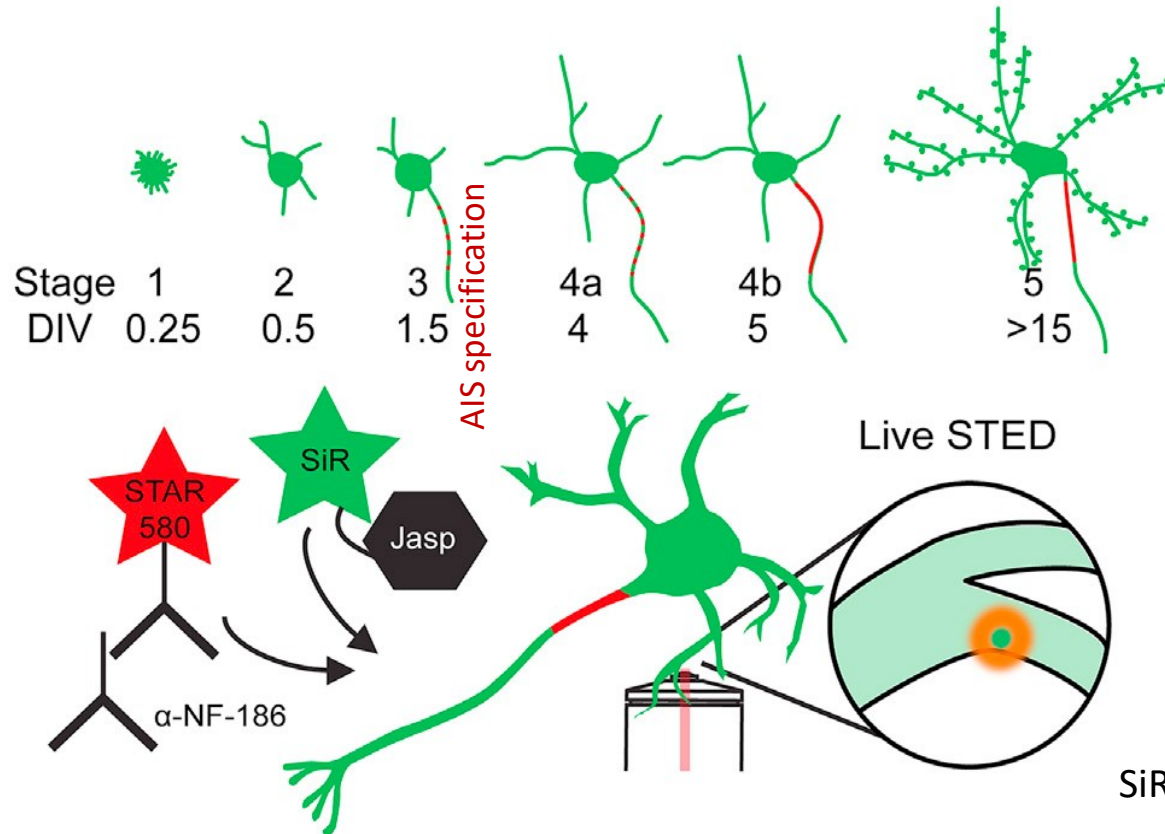 Stage 1 2 3 4a 4b 5
DIV 0.25 0.5 1.5 4 5 >15
AIS specification
STAR
580
SiR
Jasp
α-NF-186
Live STED
SiR